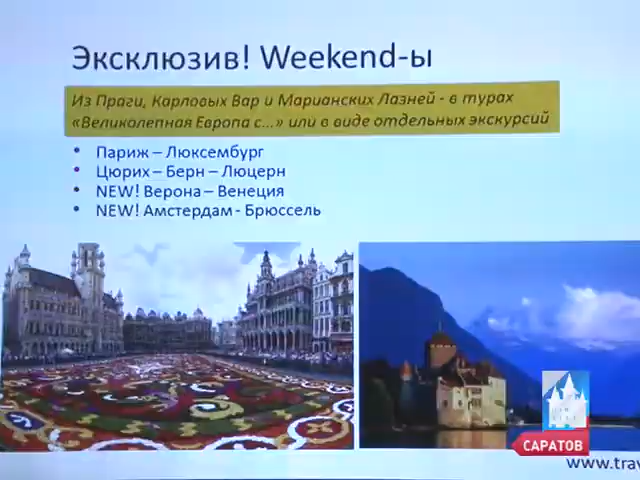 Эксклюзив! Weekend-ы
Из Праги, Карловых Вар и Марианских Лазней - в турах
«Великолепная Европа с...» или в виде отдельных экскурсий
• Париж – Люксембург
• Цюрих – Берн – Люцерн
• NEW! Верона – Венеция
• NEW! Амстердам - Брюссель
САРАТОВ
www.trav